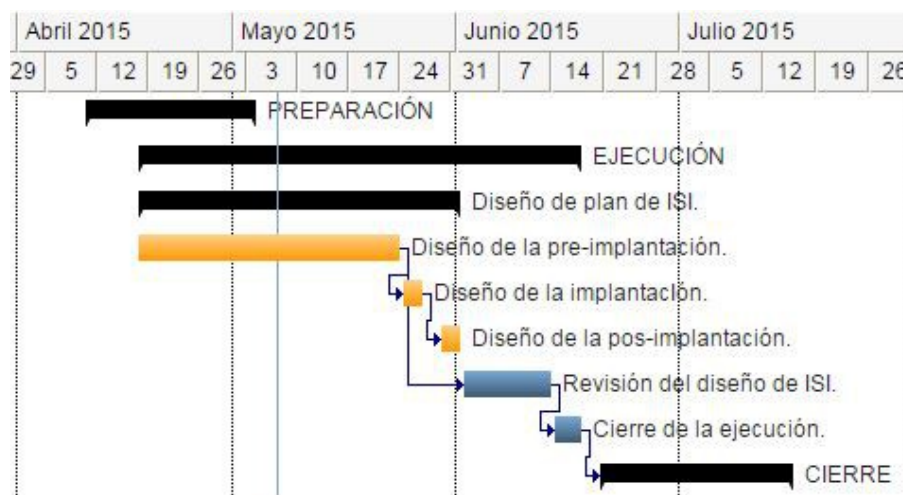 Abril 2015 Mayo 2015 Junio 2015 Julio 2015
29 5 12 19 26 3 10 17 24 31 7 14 21 28 5 12 19 26
PREPARACIÓN
EJECUCIÓN
Diseño de plan de ISI.
Diseño de la pre-implantación.
Diseño de la implantación.
Diseño de la pos-implantación.
Revisión del diseño de ISI.
Cierre de la ejecución.
CIERRE